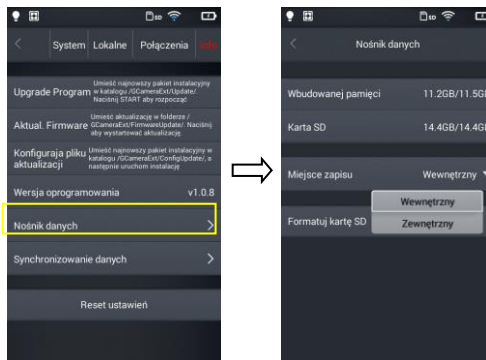 System Lokalne Połączenia Info
Upgrade Program
Umieść najnowszy pakiet instalacyjny
w katalogu /GCameraExt/Update/.
Naciśnij START aby rozpocząć
Aktual. Firmware
Umieść aktualizację w folderze /
GCameraExt/FirmwareUpdate/. Naciśnij
aby wystartować aktualizację.
Konfiguraja pliku
aktualizacji
Umieść najnowszy pakiet instalacyjny w
katalogu /GCameraExt/ConfigUpdate/, a
następnie uruchom instalację
Wersja oprogramowania v1.0.8
Nośnik danych
Synchronizowanie danych
Reset ustawień
Nośnik danych
Wbudowanej pamięci 11.2GB/11.5G
Karta SD 14.4GB/14.4G
Miejsce zapisu Wewnętrzny
Wewnętrzny
Formatuj kartę SD
Zewnętrzny